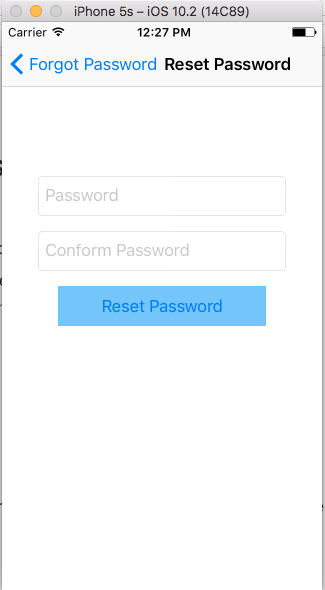 iPhone 5s – iOS 10.2 (14C89)
Carrier 12:27 PM
Forgot Password Reset Password
Password
Conform Password
Reset Password